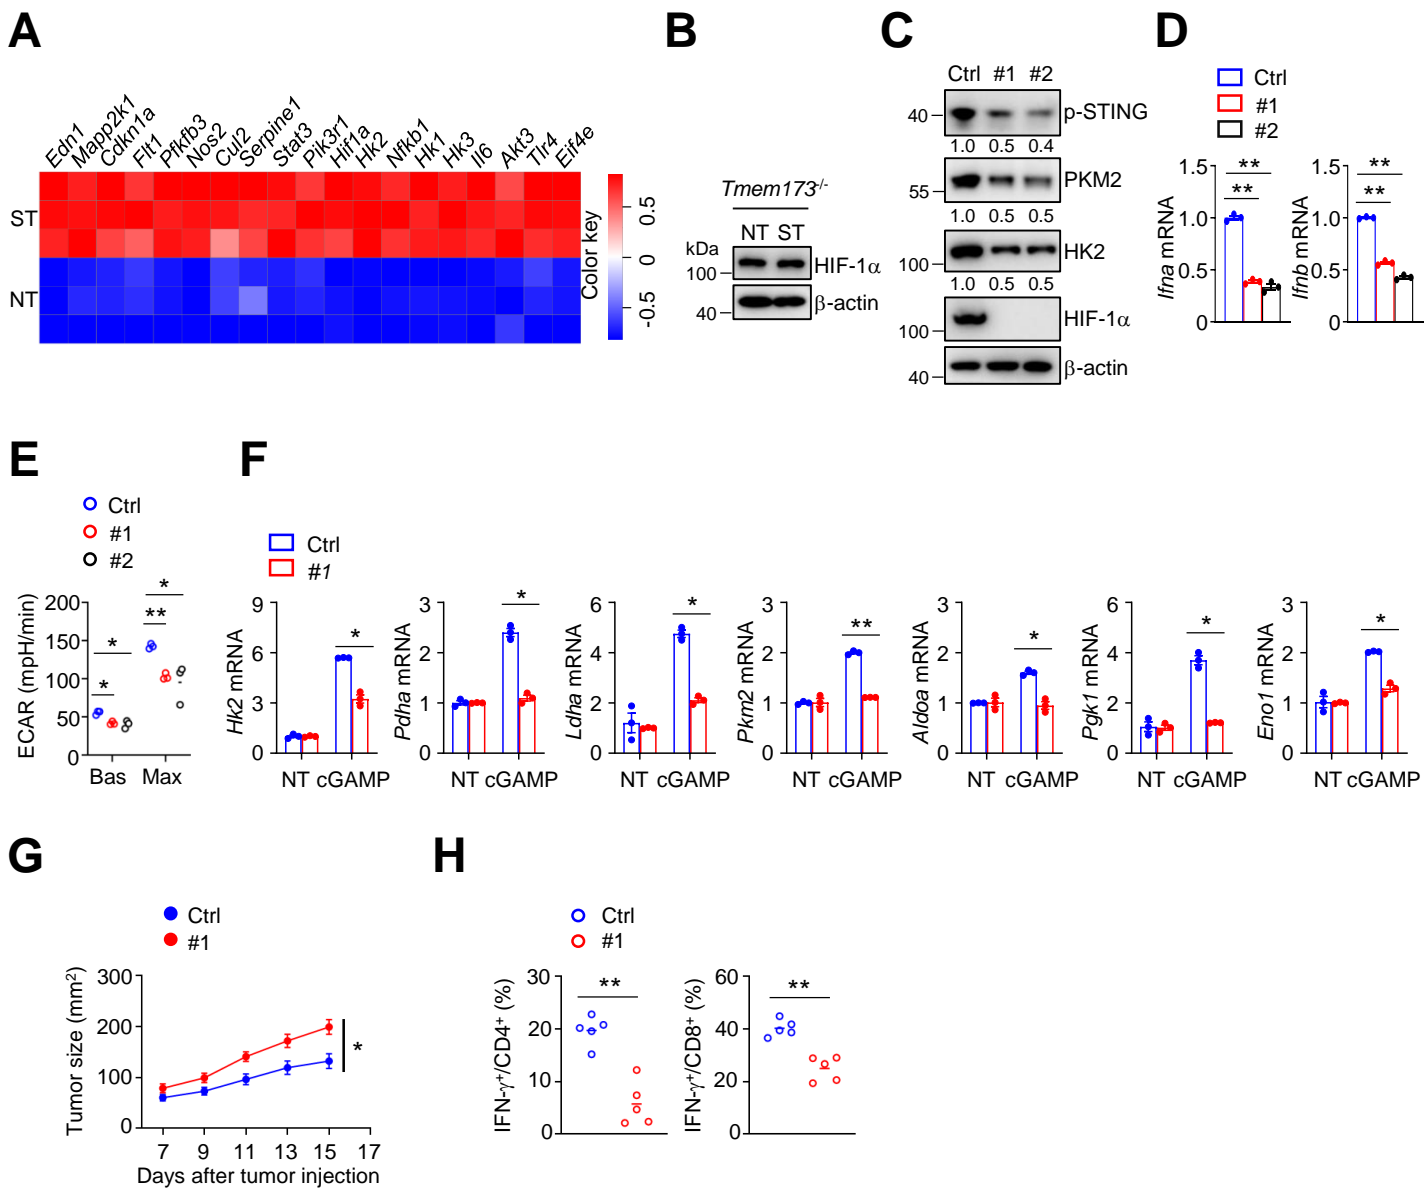 A
Edn1 Mapp2k1 Cdkn1a Flt1 Pfkfb3 Nos2 Cul2 Serpine1 Stat3 Pik3r1 Hif1a Hk2 Nfkb1 Hk1 Hk3 Il6 Akt3 Tlr4 Eif4e
ST
NT
0.5
0
-0.5
Color key
B
Tmem173-/-
NT ST
kDa
100 HIF-1α
40 β-actin
C
Ctrl #1 #2
40 p-STING
1.0 0.5 0.4
55 PKM2
1.0 0.5 0.5
100 HK2
1.0 0.5 0.5
100 HIF-1α
40 β-actin
D
Ctrl
#1
#2
Ifna mRNA
1.5
1.0
0.5
0
**
**
Ifnb mRNA
1.5
1.0
0.5
0
**
**
E
Ctrl
#1
#2
ECAR (mpH/min)
200
150
100
50
0
*
*
**
*
Bas Max
F
Ctrl
#1
Hk2 mRNA
9
6
3
0
*
NT cGAMP
Pdha mRNA
3
2
1
0
*
NT cGAMP
Ldha mRNA
6
4
2
0
*
NT cGAMP
Pkm2 mRNA
3
2
1
0
**
NT cGAMP
Aldoa mRNA
3
2
1
0
*
NT cGAMP
Pgk1 mRNA
6
4
2
0
*
NT cGAMP
Eno1 mRNA
3
2
1
0
*
NT cGAMP
G
Ctrl
#1
Tumor size (mm2)
300
200
100
0
*
7 9 11 13 15 17
Days after tumor injection
H
Ctrl
#1
IFN-γ+/CD4+ (%)
30
20
10
0
**
IFN-γ+/CD8+ (%)
60
40
20
0
**